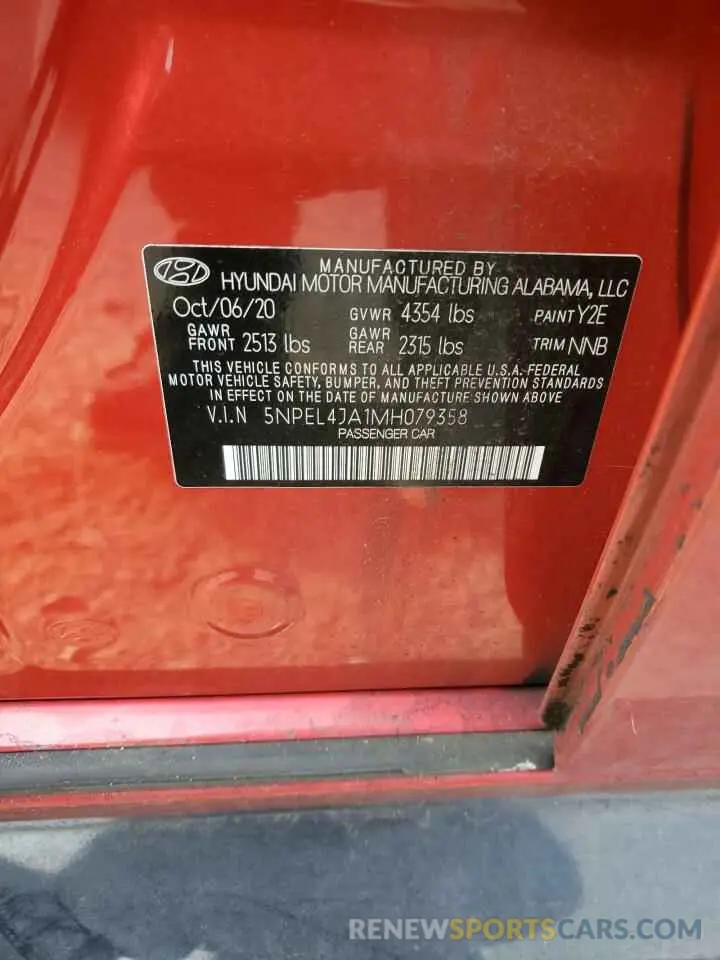 MANUFACTURED BY
HYUNDAI MOTOR MANUFACTURING ALABAMA, LLC
Oct/06/20 GVWR 4354 lbs PAINT Y2E
GAWR FRONT 2513 lbs GAWR REAR 2315 lbs TRIM NNB
THIS VEHICLE CONFORMS TO ALL APPLICABLE U.S.A. FEDERAL
MOTOR VEHICLE SAFETY, BUMPER, AND THEFT PREVENTION STANDARDS
IN EFFECT ON THE DATE OF MANUFACTURE SHOWN ABOVE
V.I.N 5NPEL4JA1MH079358
PASSENGER CAR
RENEWSPORTSCARS.COM